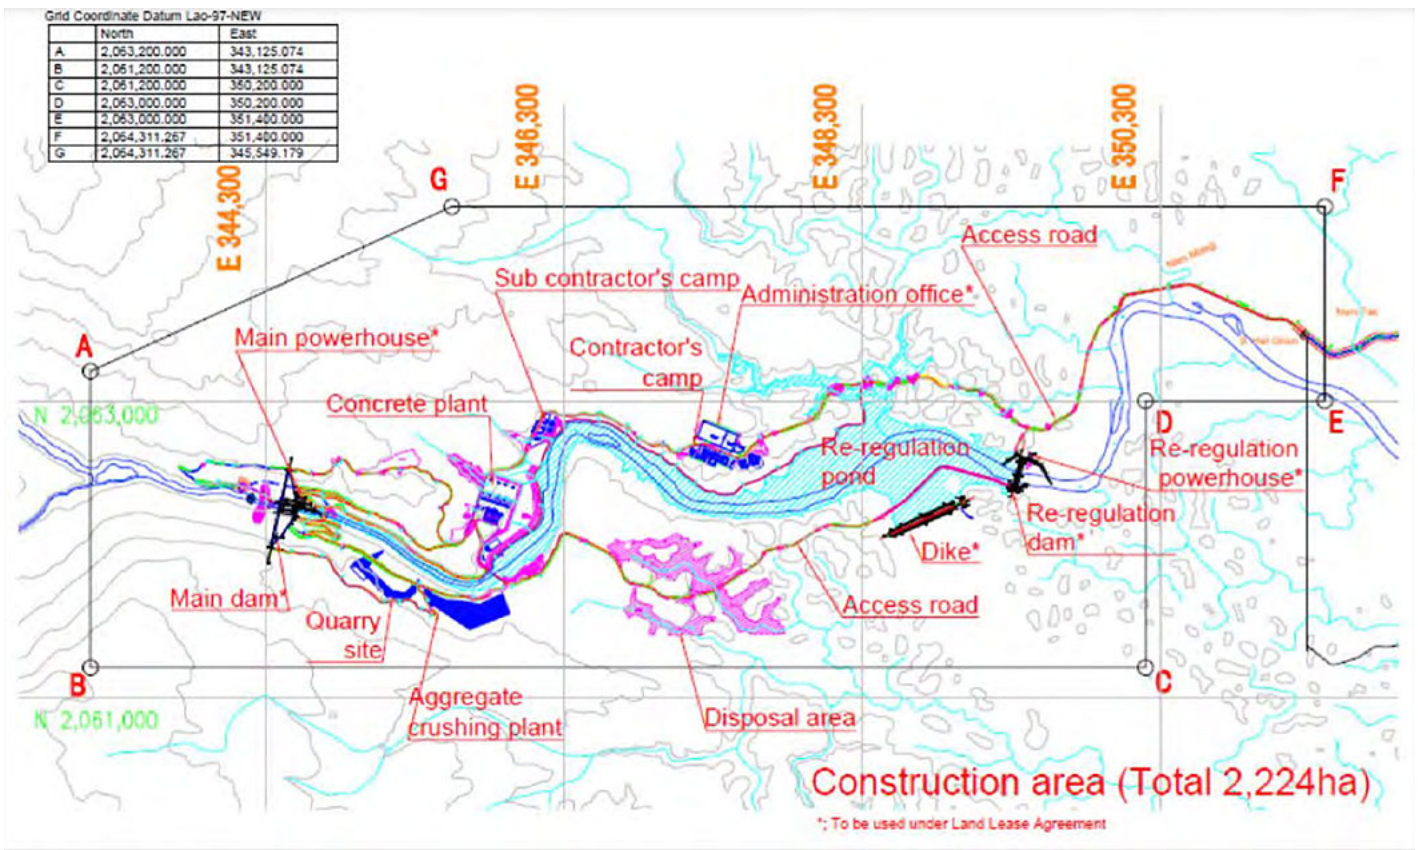 Grid Coordinate Datum Lao-97-NEW
North East
A 2,063,200.000 343,125.074
B 2,061,200.000 343,125.074
C 2,061,200.000 350,200.000
D 2,063,000.000 350,200.000
E 2,063,000.000 351,400.000
F 2,064,311.267 351,400.000
G 2,064,311.267 345,549.179
E 344,300
E 346,300
E 348,300
E 350,300
G
F
Access road
Sub contractor's camp
Administration office*
Main powerhouse*
A
Contractor's
camp
Concrete plant
N 2,063,000
D
E
Re-regulation
pond
Re-regulation
powerhouse*
Re-regulation
dam*
Dike*
Main dam*
Quarry
site
Access road
B
C
Aggregate
crushing plant
Disposal area
N 2,061,000
Construction area (Total 2,224ha)
*; To be used under Land Lease Agreement